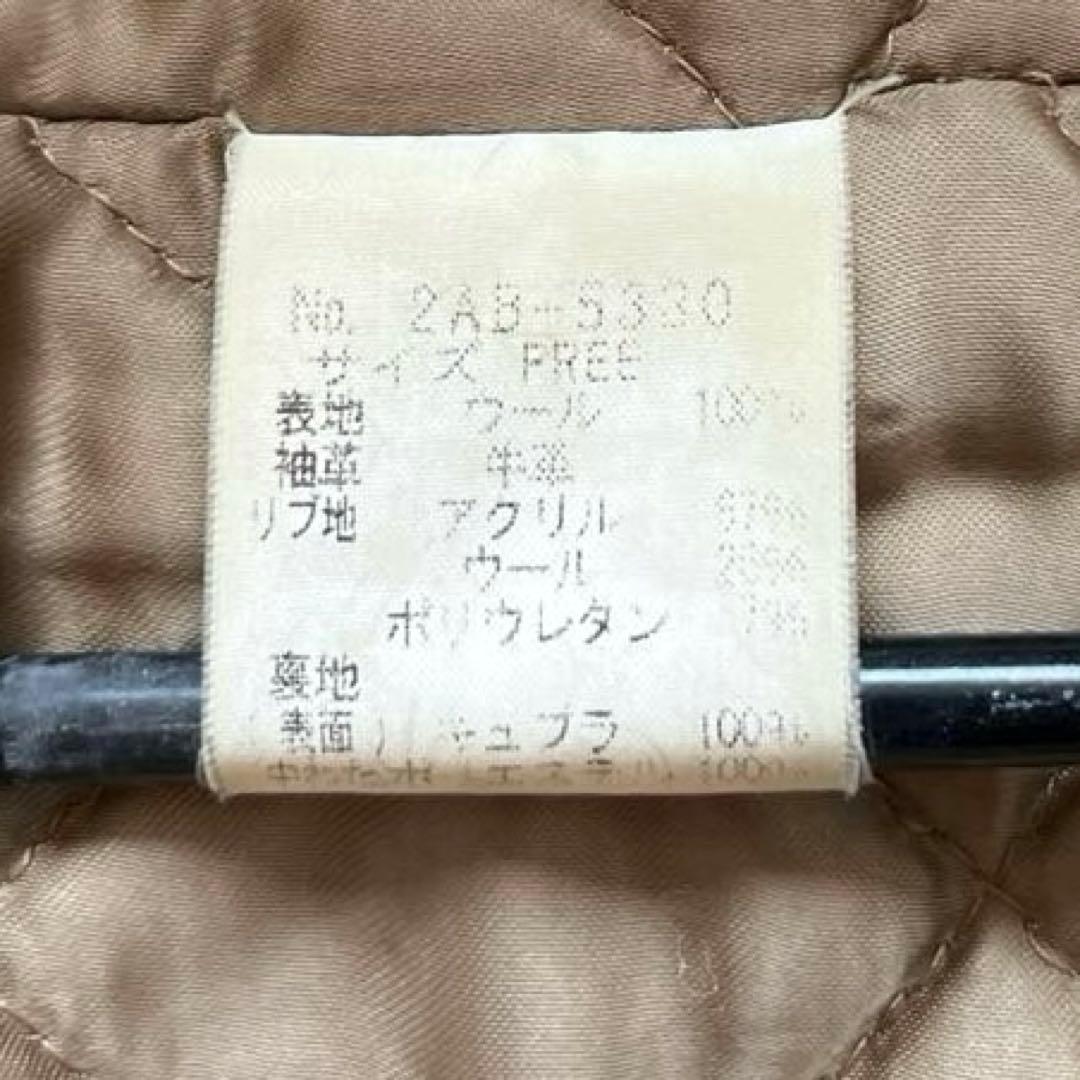 No. 2AB-S330
サイズ FREE
表地 ウール 100%
袖革 牛革
リブ地 アクリル
ウール
ポリウレタン
裏地
(表面) キュプラ 100%
100%